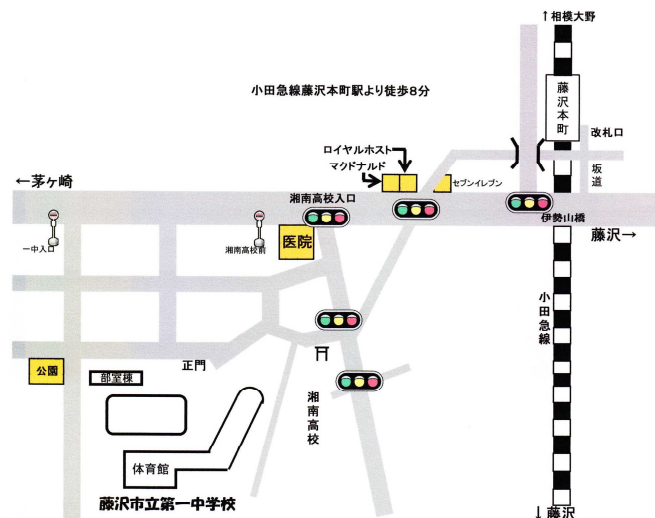 ↑相模大野
藤沢本町
小田急線藤沢本町駅より徒歩8分
改札口
坂道
ロイヤルホスト
マクドナルド
セブンイレブン
←茅ヶ崎
湘南高校入口
伊勢山橋
藤沢→
一中入口
湘南高校前
医院
小田急線
公園
部室棟
正門
湘南高校
体育館
藤沢市立第一中学校
↓藤沢